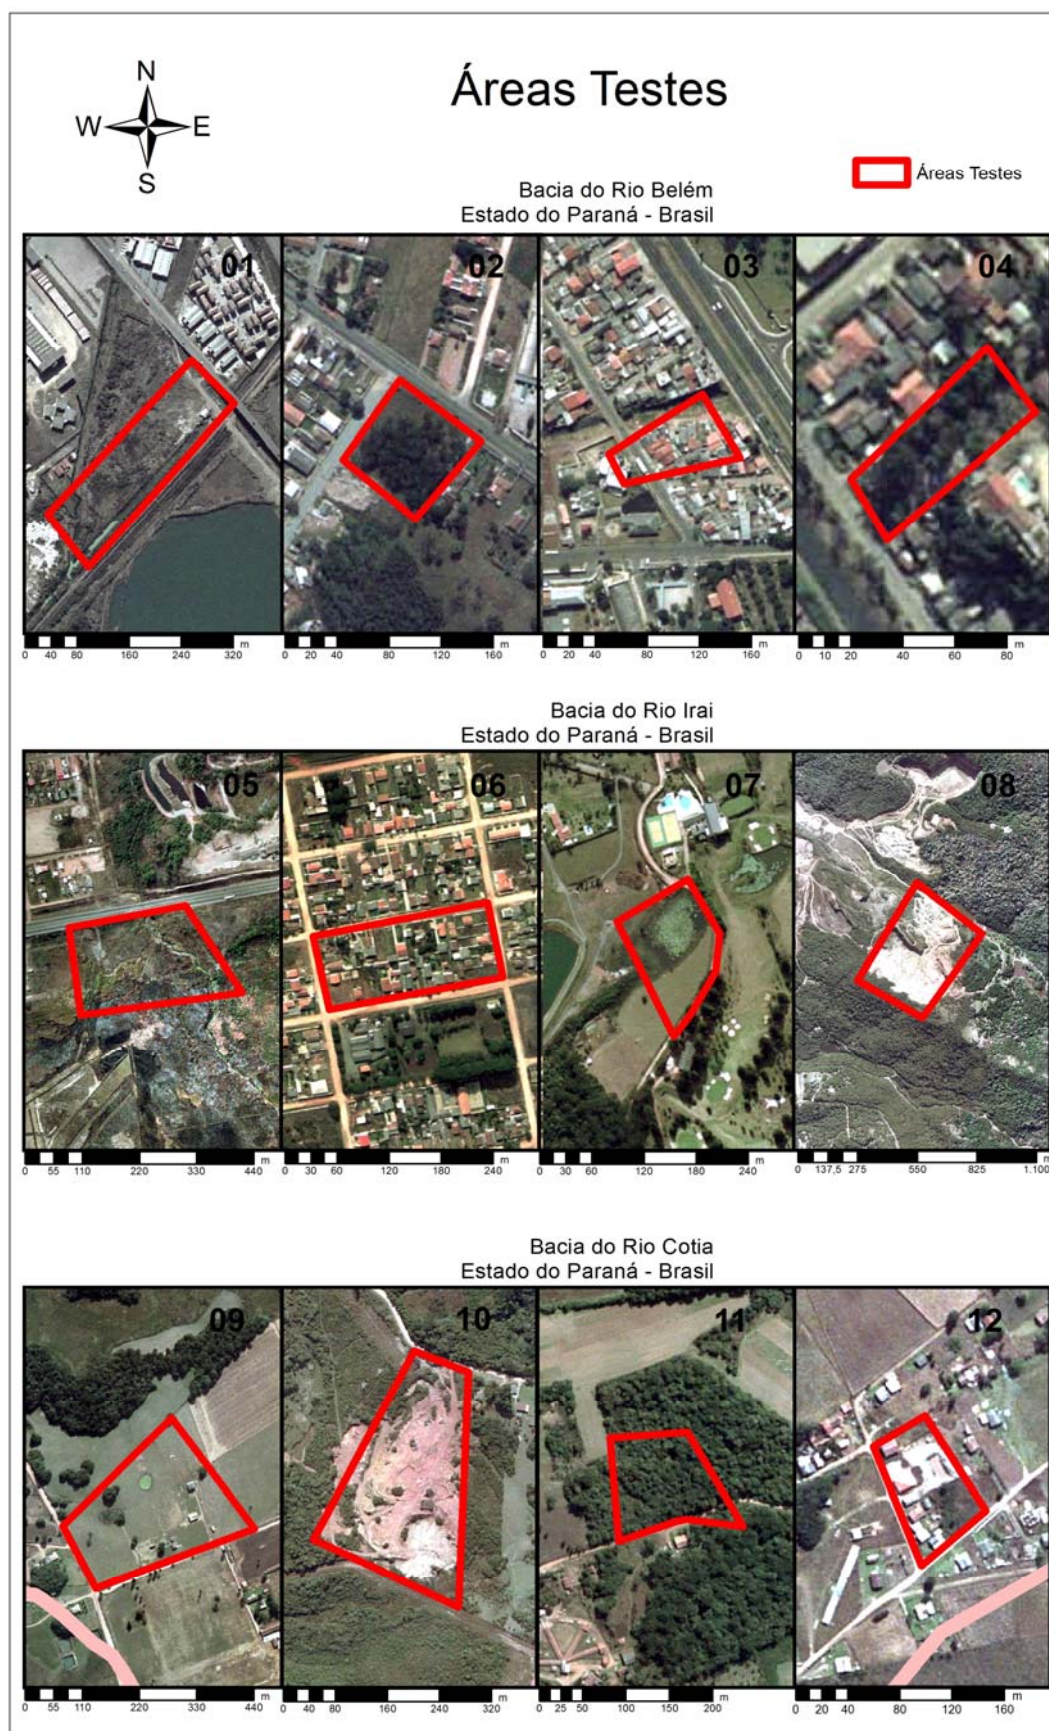 N
Áreas Testes
W E
S
Áreas Testes
Bacia do Rio Belém
Estado do Paraná - Brasil
01 02 03 04
m m m m
0 40 80 160 240 320 0 20 40 80 120 160 0 20 40 80 120 160 0 10 20 40 60 80
Bacia do Rio Irai
Estado do Paraná - Brasil
05 06 07 08
m m m m
0 55 110 220 330 440 0 30 60 120 180 240 0 30 60 120 180 240 0 137,5 275 550 825 1.100
Bacia do Rio Cotia
Estado do Paraná - Brasil
09 10 11 12
m m m m
0 55 110 220 330 440 0 40 80 160 240 320 0 25 50 100 150 200 0 20 40 80 120 160